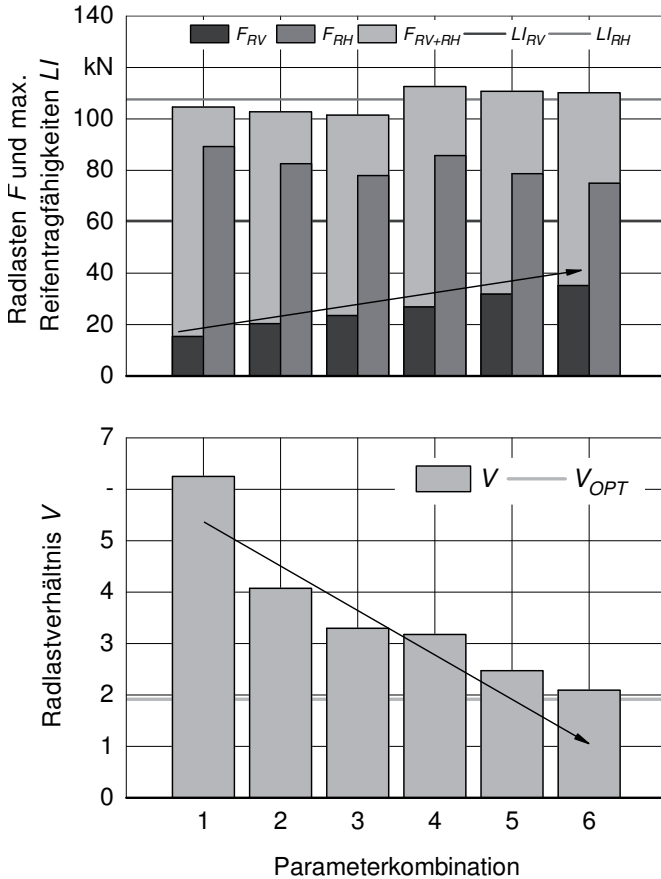 140
kN
100
80
60
40
20
0
Radlasten F und max.
Reifentragfähigkeiten LI
F_RV F_RH F_RV+RH LI_RV LI_RH
7
-
5
4
3
2
1
0
Radlastverhältnis V
V V_OPT
1 2 3 4 5 6
Parameterkombination